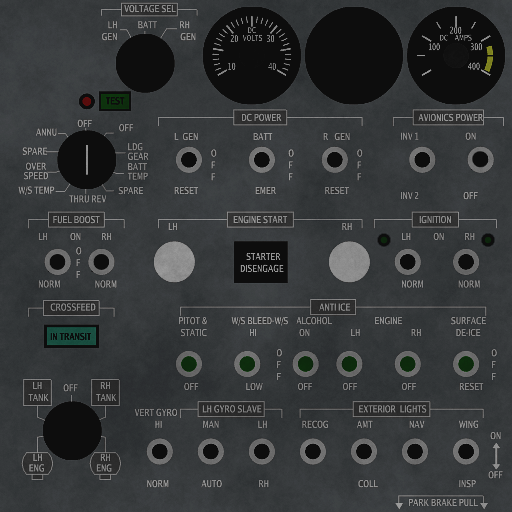 VOLTAGE SEL
LH GEN
BATT
RH GEN
DC VOLTS
10 20 30 40
DC AMPS
100 200 300 400
TEST
OFF
OFF
ANNU
SPARE
OVER SPEED
W/S TEMP
THRU REV
SPARE
BATT TEMP
LDG GEAR
DC POWER
L GEN
BATT
R GEN
OFF
OFF
OFF
RESET
EMER
RESET
AVIONICS POWER
INV 1
ON
INV 2
OFF
FUEL BOOST
LH ON RH
OFF
NORM
NORM
ENGINE START
LH
RH
STARTER
DISENGAGE
IGNITION
LH ON RH
NORM
NORM
CROSSFEED
IN TRANSIT
ANTI ICE
PITOT &
STATIC
W/S BLEED-W/S
HI
ALCOHOL
ON
LH
ENGINE
RH
SURFACE
DE-ICE
OFF
OFF
OFF
LOW
OFF
OFF
OFF
RESET
LH TANK
OFF
RH TANK
LH ENG
RH ENG
VERT GYRO
HI
NORM
LH GYRO SLAVE
MAN
LH
AUTO
RH
EXTERIOR LIGHTS
RECOG
AMT
NAV
WING
ON
OFF
COLL
INSP
PARK BRAKE PULL